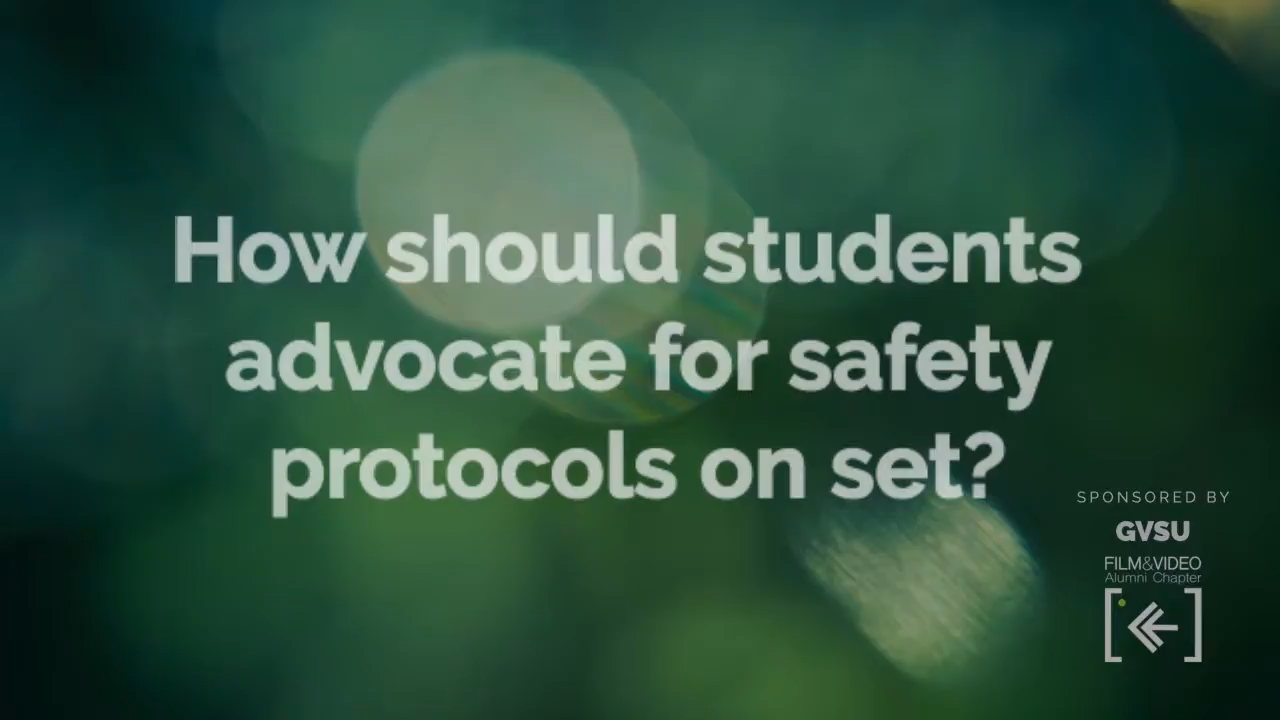 How should students
advocate for safety
protocols on set?
SPONSORED BY
GVSU
FILM&VIDEO
Alumni Chapter